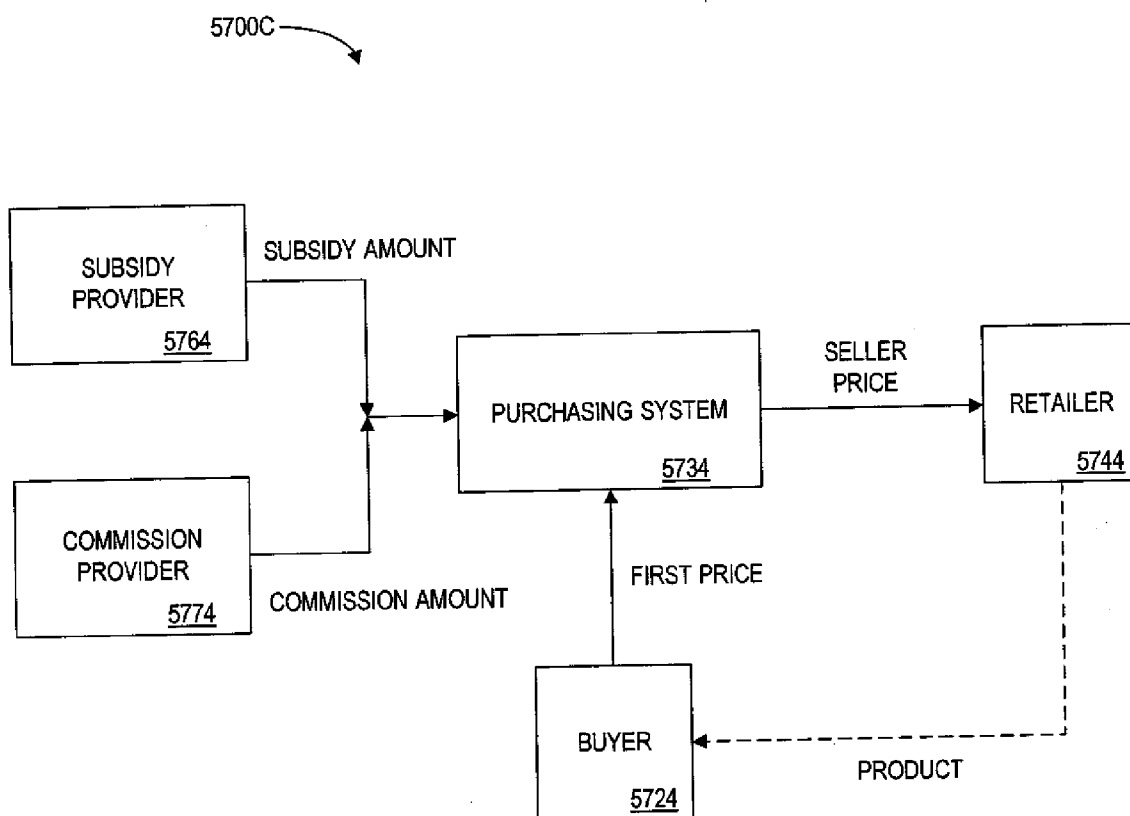 5700C
SUBSIDY
PROVIDER
5764
SUBSIDY AMOUNT
COMMISSION
PROVIDER
5774
COMMISSION AMOUNT
PURCHASING SYSTEM
5734
SELLER
PRICE
RETAILER
5744
FIRST PRICE
BUYER
5724
PRODUCT